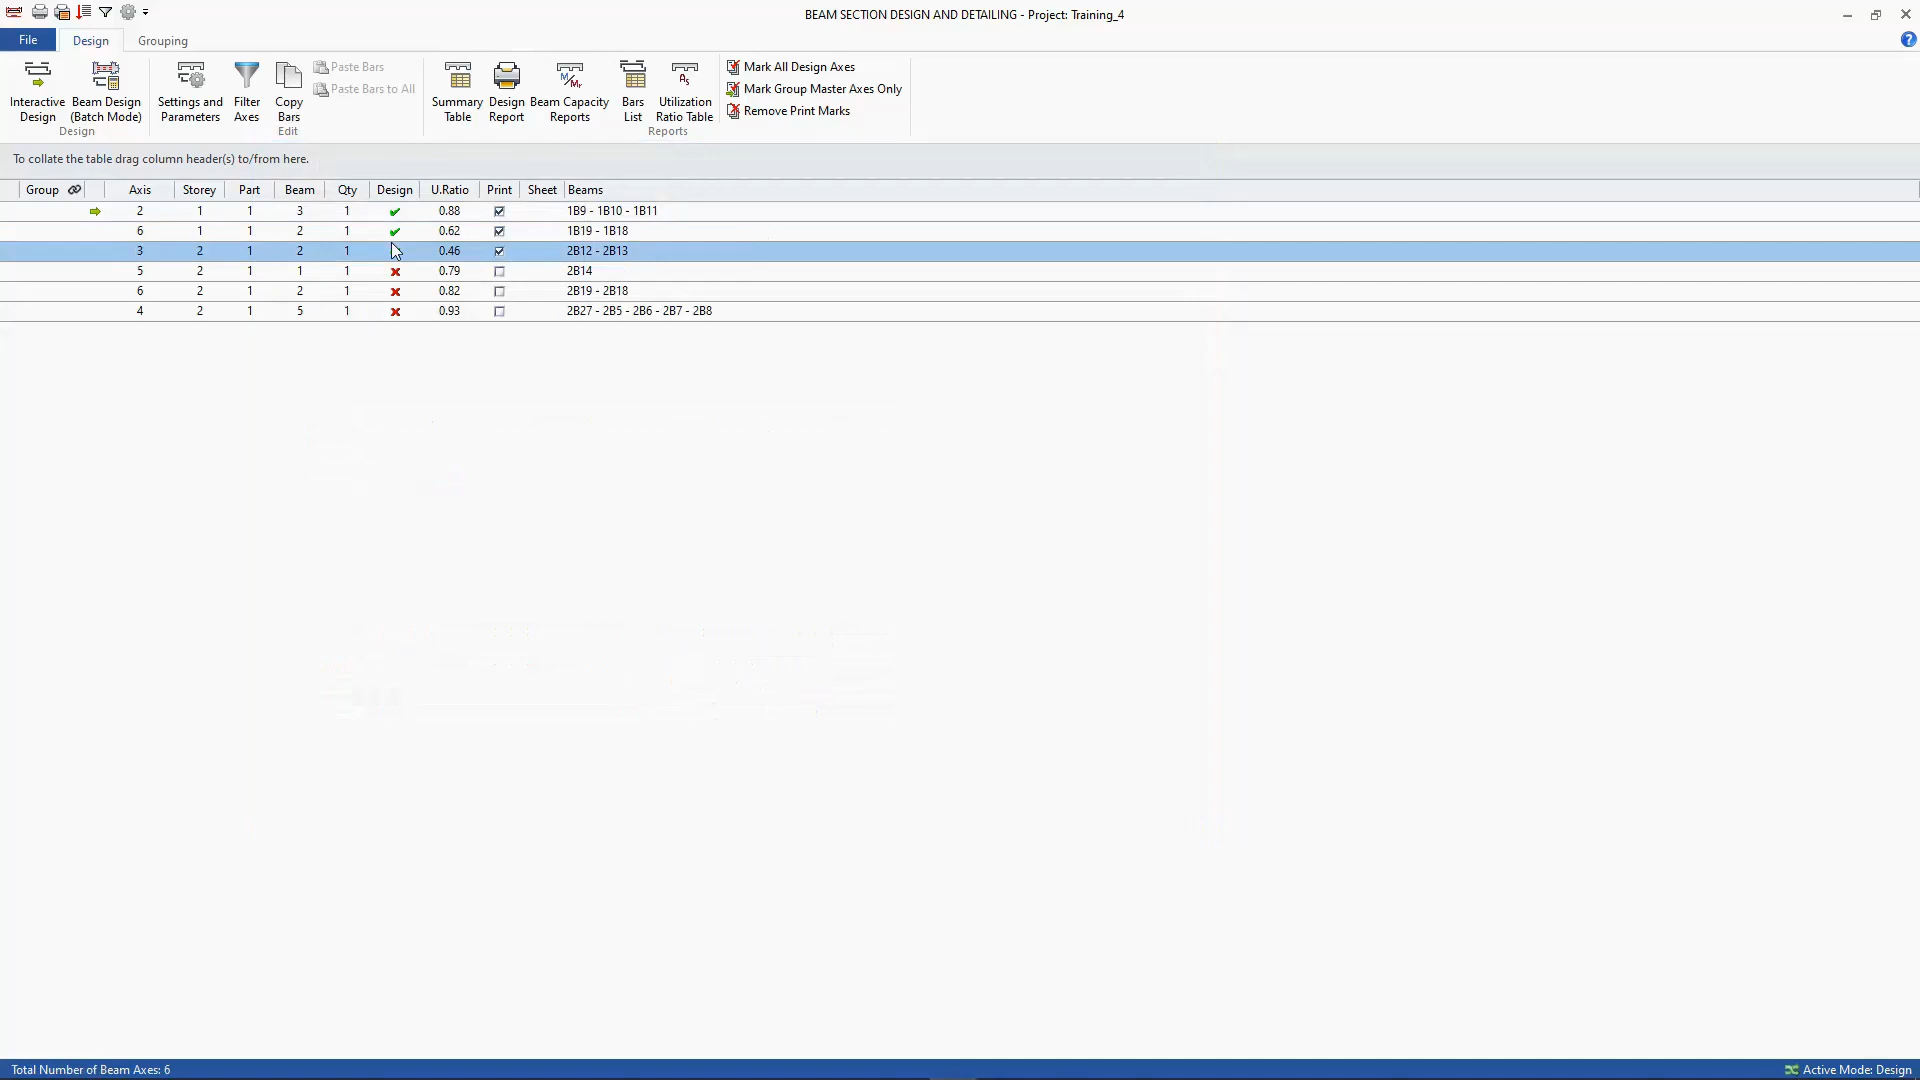 BEAM SECTION DESIGN AND DETAILING - Project: Training_4
File Design Grouping
Interactive Design
Beam Design (Batch Mode)
Design
Settings and Parameters
Filter Axes
Copy Bars
Paste Bars
Paste Bars to All
Edit
Summary Table
Design Report
Beam Capacity Reports
Bars List
Utilization Ratio Table
Reports
Mark All Design Axes
Mark Group Master Axes Only
Remove Print Marks
To collate the table drag column header(s) to/from here.
Group Axis Storey Part Beam Qty Design U.Ratio Print Sheet Beams
2 1 1 3 1 0.88 1B9 - 1B10 - 1B11
6 1 1 2 1 0.62 1B19 - 1B18
3 2 1 2 1 0.46 2B12 - 2B13
5 2 1 1 1 0.79 2B14
6 2 1 2 1 0.82 2B19 - 2B18
4 2 1 5 1 0.93 2B27 - 2B5 - 2B6 - 2B7 - 2B8
Total Number of Beam Axes: 6
Active Mode: Design